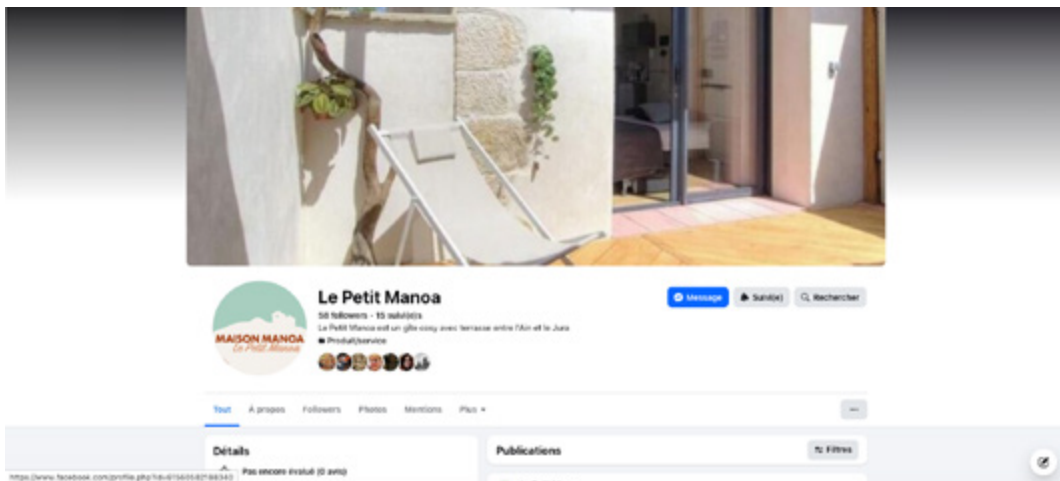 Le Petit Manoa
58 followers • 15 suivi(e)s
Le Petit Manoa est un gîte cosy avec terrasse entre l'Ain et le Jura
Produit/service
MAISON MANOA
Le Petit Manoa
Message
Suivi(e)
Rechercher
Tout
À propos
Followers
Photos
Mentions
Plus
Détails
Pas encore évalué (0 avis)
Publications
Filtres